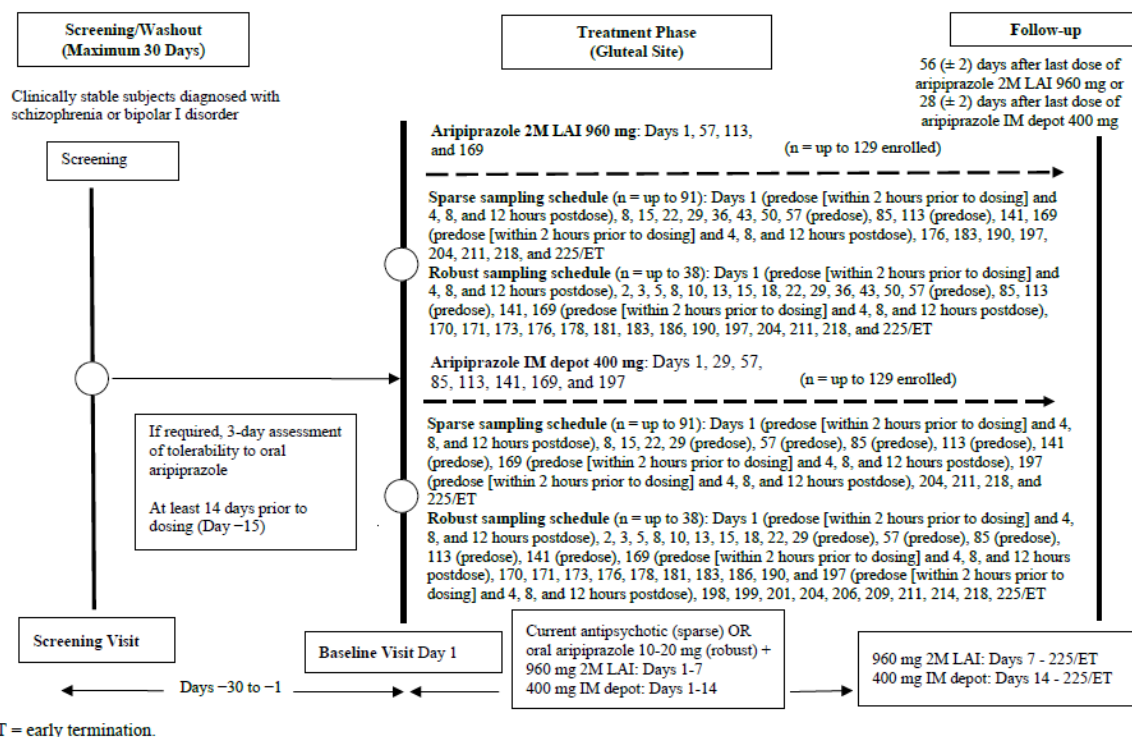 Screening/Washout
(Maximum 30 Days)
Treatment Phase
(Gluteal Site)
Follow-up
Clinically stable subjects diagnosed with
schizophrenia or bipolar I disorder
56 (± 2) days after last dose of
aripiprazole 2M LAI 960 mg or
28 (± 2) days after last dose of
aripiprazole IM depot 400 mg
Screening
Aripiprazole 2M LAI 960 mg: Days 1, 57, 113,
and 169
(n = up to 129 enrolled)
Sparse sampling schedule (n = up to 91): Days 1 (predose [within 2 hours prior to dosing] and
4, 8, and 12 hours postdose), 8, 15, 22, 29, 36, 43, 50, 57 (predose), 85, 113 (predose), 141, 169
(predose [within 2 hours prior to dosing] and 4, 8, and 12 hours postdose), 176, 183, 190, 197,
204, 211, 218, and 225/ET
Robust sampling schedule (n = up to 38): Days 1 (predose [within 2 hours prior to dosing] and
4, 8, and 12 hours postdose), 2, 3, 5, 8, 10, 13, 15, 18, 22, 29, 36, 43, 50, 57 (predose), 85, 113
(predose), 141, 169 (predose [within 2 hours prior to dosing] and 4, 8, and 12 hours postdose),
170, 171, 173, 176, 178, 181, 183, 186, 190, 197, 204, 211, 218, and 225/ET
Aripiprazole IM depot 400 mg: Days 1, 29, 57,
85, 113, 141, 169, and 197
(n = up to 129 enrolled)
Sparse sampling schedule (n = up to 91): Days 1 (predose [within 2 hours prior to dosing] and 4,
8, and 12 hours postdose), 8, 15, 22, 29 (predose), 57 (predose), 85 (predose), 113 (predose), 141
(predose), 169 (predose [within 2 hours prior to dosing] and 4, 8, and 12 hours postdose), 197
(predose [within 2 hours prior to dosing] and 4, 8, and 12 hours postdose), 204, 211, 218, and
225/ET
Robust sampling schedule (n = up to 38): Days 1 (predose [within 2 hours prior to dosing] and 4,
8, and 12 hours postdose), 2, 3, 5, 8, 10, 13, 15, 18, 22, 29 (predose), 57 (predose), 85 (predose),
113 (predose), 141 (predose), 169 (predose [within 2 hours prior to dosing] and 4, 8, and 12 hours
postdose), 170, 171, 173, 176, 178, 181, 183, 186, 190, and 197 (predose [within 2 hours prior to
dosing] and 4, 8, and 12 hours postdose), 198, 199, 201, 204, 206, 209, 211, 214, 218, 225/ET
If required, 3-day assessment
of tolerability to oral
aripiprazole
At least 14 days prior to
dosing (Day −15)
Screening Visit
Baseline Visit Day 1
Current antipsychotic (sparse) OR
oral aripiprazole 10-20 mg (robust) +
960 mg 2M LAI: Days 1-7
400 mg IM depot: Days 1-14
960 mg 2M LAI: Days 7 - 225/ET
400 mg IM depot: Days 14 - 225/ET
Days −30 to −1
T = early termination.